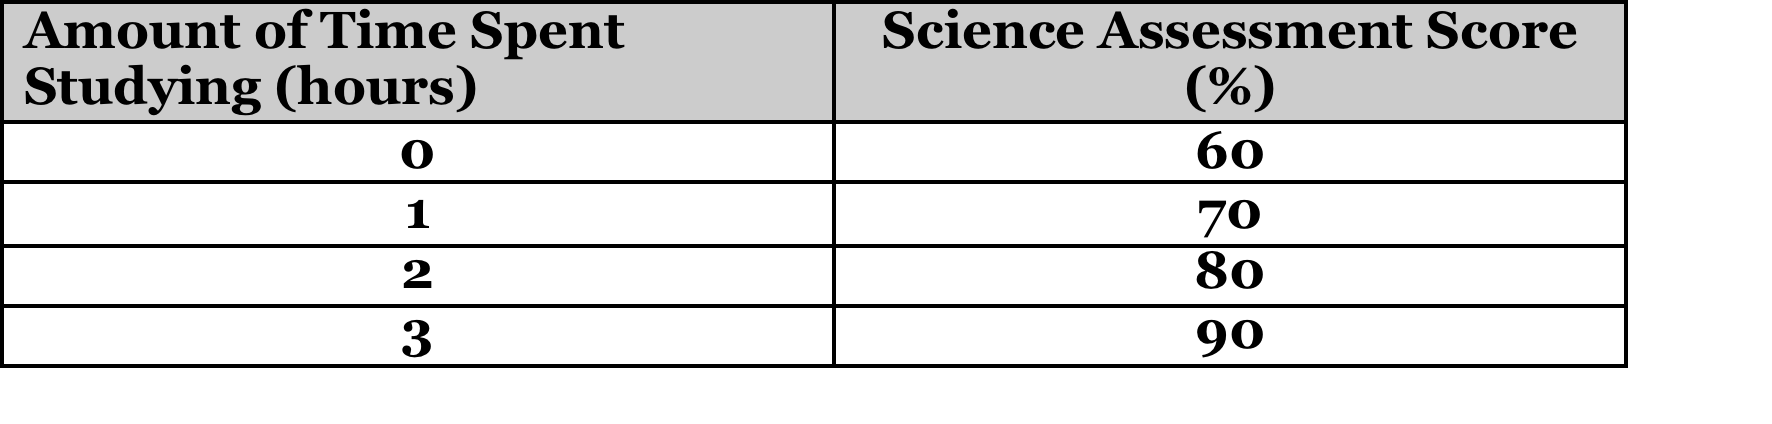 Amount of Time Spent
Studying (hours)
Science Assessment Score
(%)
0 60
1 70
2 80
3 90